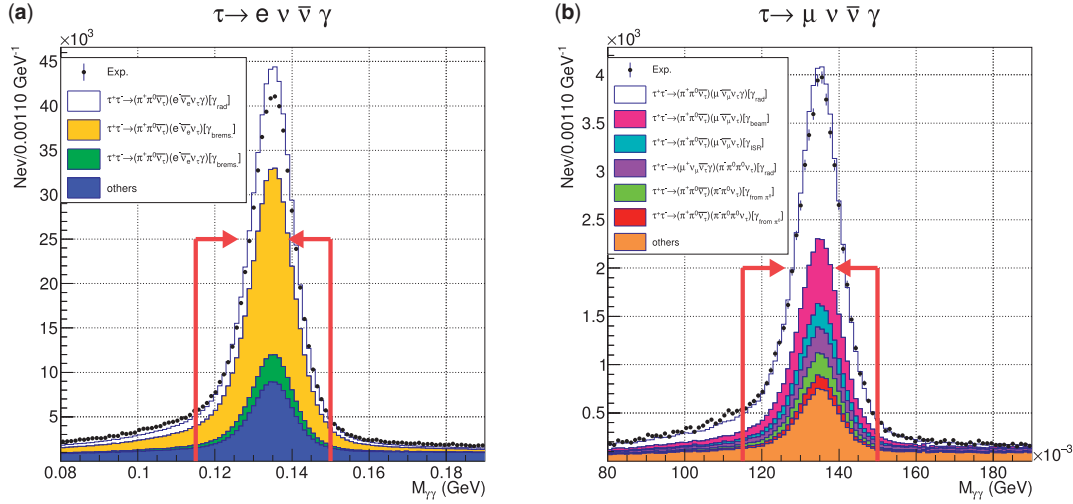 (a) τ→ e ν ν̅ γ
×10³
Nev/0.00110 GeV⁻¹
45
40
35
30
25
20
15
10
5
0
Exp.
τ⁺τ⁻→(π⁺π⁰ν̅τ)(e⁻ν̅eντγ)[γrad]
τ⁺τ⁻→(π⁺π⁰ν̅τ)(e⁻ν̅eντ)[γbrems.]
τ⁺τ⁻→(π⁺π⁰ν̅τ)(e⁻ν̅eντγ)[γbrems.]
others
0.08 0.1 0.12 0.14 0.16 0.18
Mγγ (GeV)
(b) τ→ μ ν ν̅ γ
×10³
Nev/0.00110 GeV⁻¹
4
3.5
3
2.5
2
1.5
1
0.5
Exp.
τ⁺τ⁻→(π⁺π⁰ν̅τ)(μ⁻ν̅μντγ)[γrad]
τ⁺τ⁻→(π⁺π⁰ν̅τ)(μ⁻ν̅μντ)[γbeam]
τ⁺τ⁻→(π⁺π⁰ν̅τ)(μ⁻ν̅μντ)[γISR]
τ⁺τ⁻→(μ⁺νμν̅τγ)(π⁻π⁰π⁰ντ)[γrad]
τ⁺τ⁻→(π⁺π⁰ν̅τ)(π⁻π⁰ντ)[γfrom π⁰]
τ⁺τ⁻→(π⁺π⁰ν̅τ)(π⁻π⁰π⁰ντ)[γfrom π⁰]
others
80 100 120 140 160 180 ×10⁻³
Mγγ (GeV)